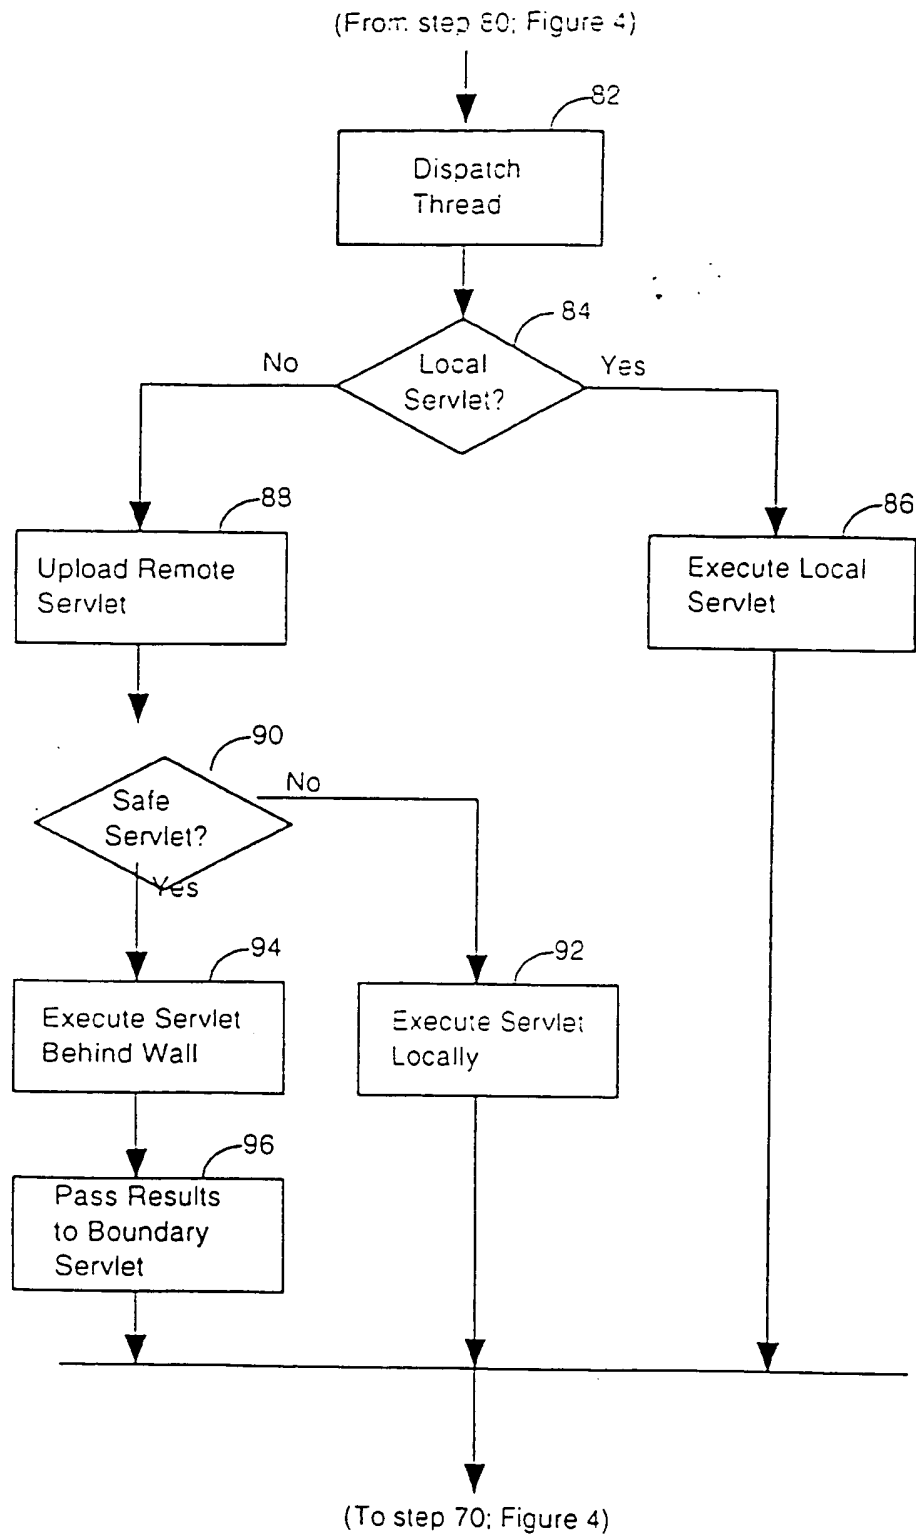 (From step 80; Figure 4)
82
Dispatch
Thread
84
No
Local
Servlet?
Yes
88
86
Upload Remote
Servlet
Execute Local
Servlet
90
No
Safe
Servlet?
Yes
94
92
Execute Servlet
Behind Wall
Execute Servlet
Locally
96
Pass Results
to Boundary
Servlet
(To step 70; Figure 4)